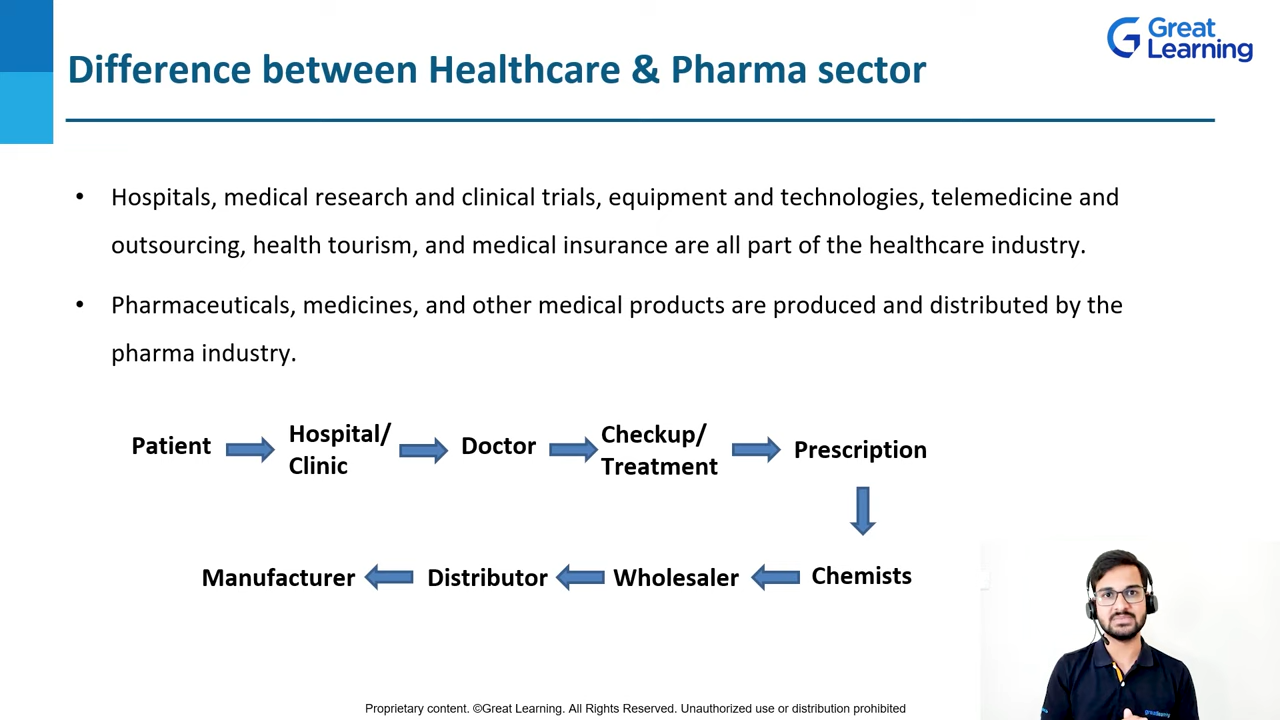 Great
Learning
Difference between Healthcare & Pharma sector
• Hospitals, medical research and clinical trials, equipment and technologies, telemedicine and
outsourcing, health tourism, and medical insurance are all part of the healthcare industry.
• Pharmaceuticals, medicines, and other medical products are produced and distributed by the
pharma industry.
Patient
Hospital/
Clinic
Doctor
Checkup/
Treatment
Prescription
Chemists
Wholesaler
Distributor
Manufacturer
greatlearning
Proprietary content. ©Great Learning. All Rights Reserved. Unauthorized use or distribution prohibited